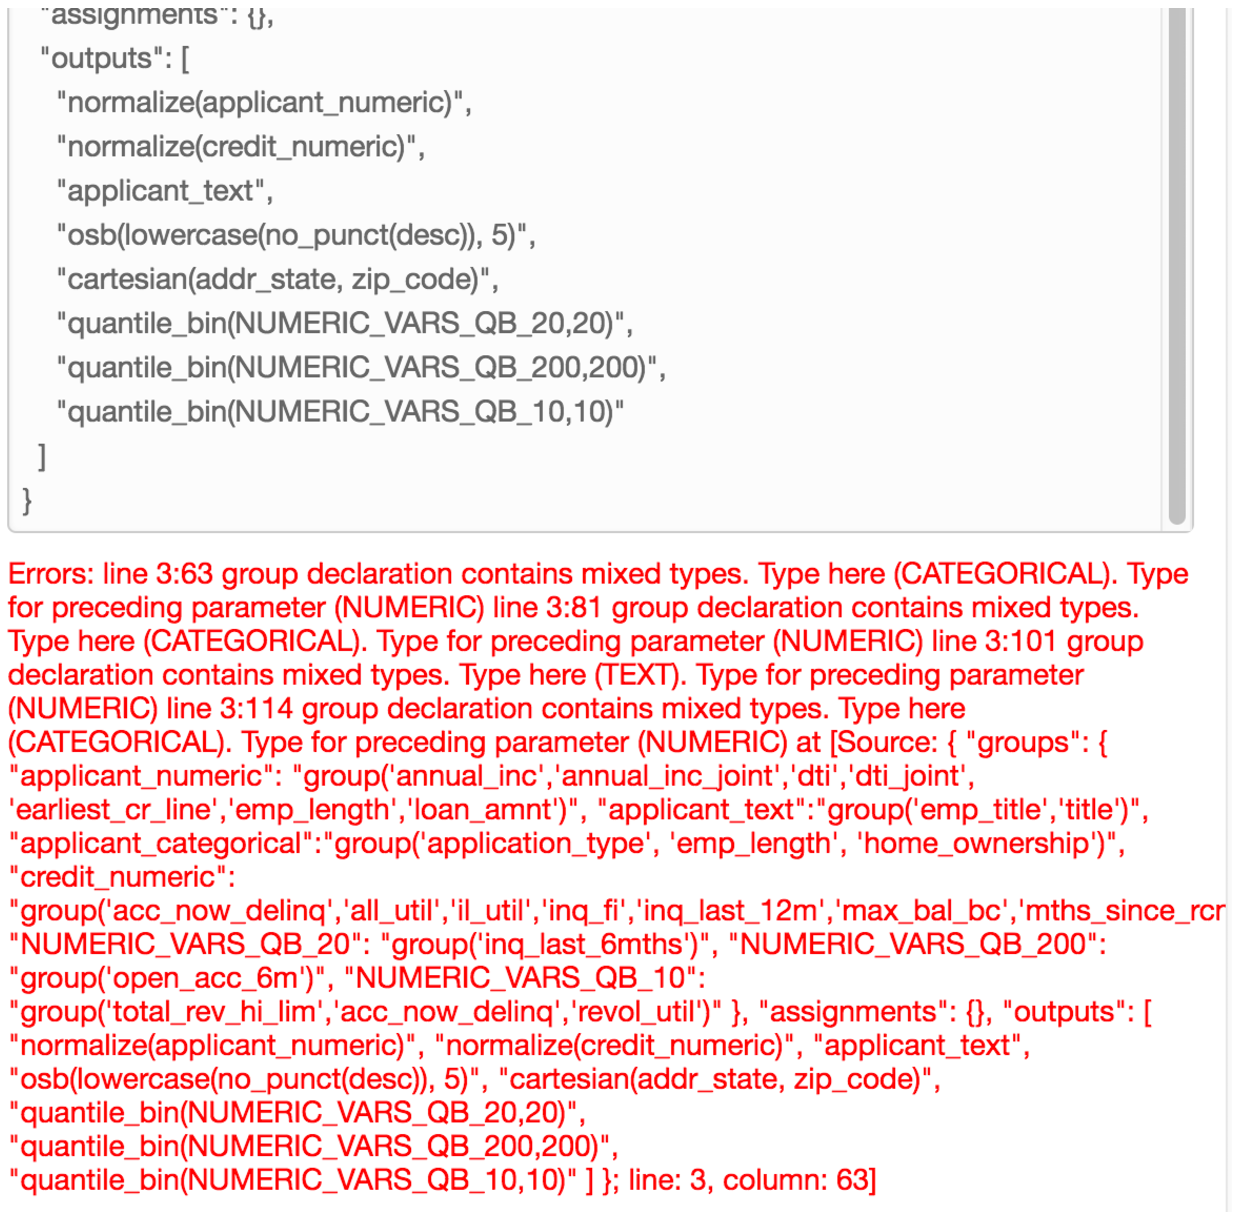 "assignments": {},
"outputs": [
"normalize(applicant_numeric)",
"normalize(credit_numeric)",
"applicant_text",
"osb(lowercase(no_punct(desc)), 5)",
"cartesian(addr_state, zip_code)",
"quantile_bin(NUMERIC_VARS_QB_20,20)",
"quantile_bin(NUMERIC_VARS_QB_200,200)",
"quantile_bin(NUMERIC_VARS_QB_10,10)"
]
}
Errors: line 3:63 group declaration contains mixed types. Type here (CATEGORICAL). Type
for preceding parameter (NUMERIC) line 3:81 group declaration contains mixed types.
Type here (CATEGORICAL). Type for preceding parameter (NUMERIC) line 3:101 group
declaration contains mixed types. Type here (TEXT). Type for preceding parameter
(NUMERIC) line 3:114 group declaration contains mixed types. Type here
(CATEGORICAL). Type for preceding parameter (NUMERIC) at [Source: { "groups": {
"applicant_numeric": "group('annual_inc','annual_inc_joint','dti','dti_joint',
'earliest_cr_line','emp_length','loan_amnt')", "applicant_text":"group('emp_title','title')",
"applicant_categorical":"group('application_type', 'emp_length', 'home_ownership')",
"credit_numeric":
"group('acc_now_delinq','all_util','il_util','inq_fi','inq_last_12m','max_bal_bc','mths_since_rcr
"NUMERIC_VARS_QB_20": "group('inq_last_6mths')", "NUMERIC_VARS_QB_200":
"group('open_acc_6m')", "NUMERIC_VARS_QB_10":
"group('total_rev_hi_lim','acc_now_delinq','revol_util')" }, "assignments": {}, "outputs": [
"normalize(applicant_numeric)", "normalize(credit_numeric)", "applicant_text",
"osb(lowercase(no_punct(desc)), 5)", "cartesian(addr_state, zip_code)",
"quantile_bin(NUMERIC_VARS_QB_20,20)",
"quantile_bin(NUMERIC_VARS_QB_200,200)",
"quantile_bin(NUMERIC_VARS_QB_10,10)" ] }; line: 3, column: 63]